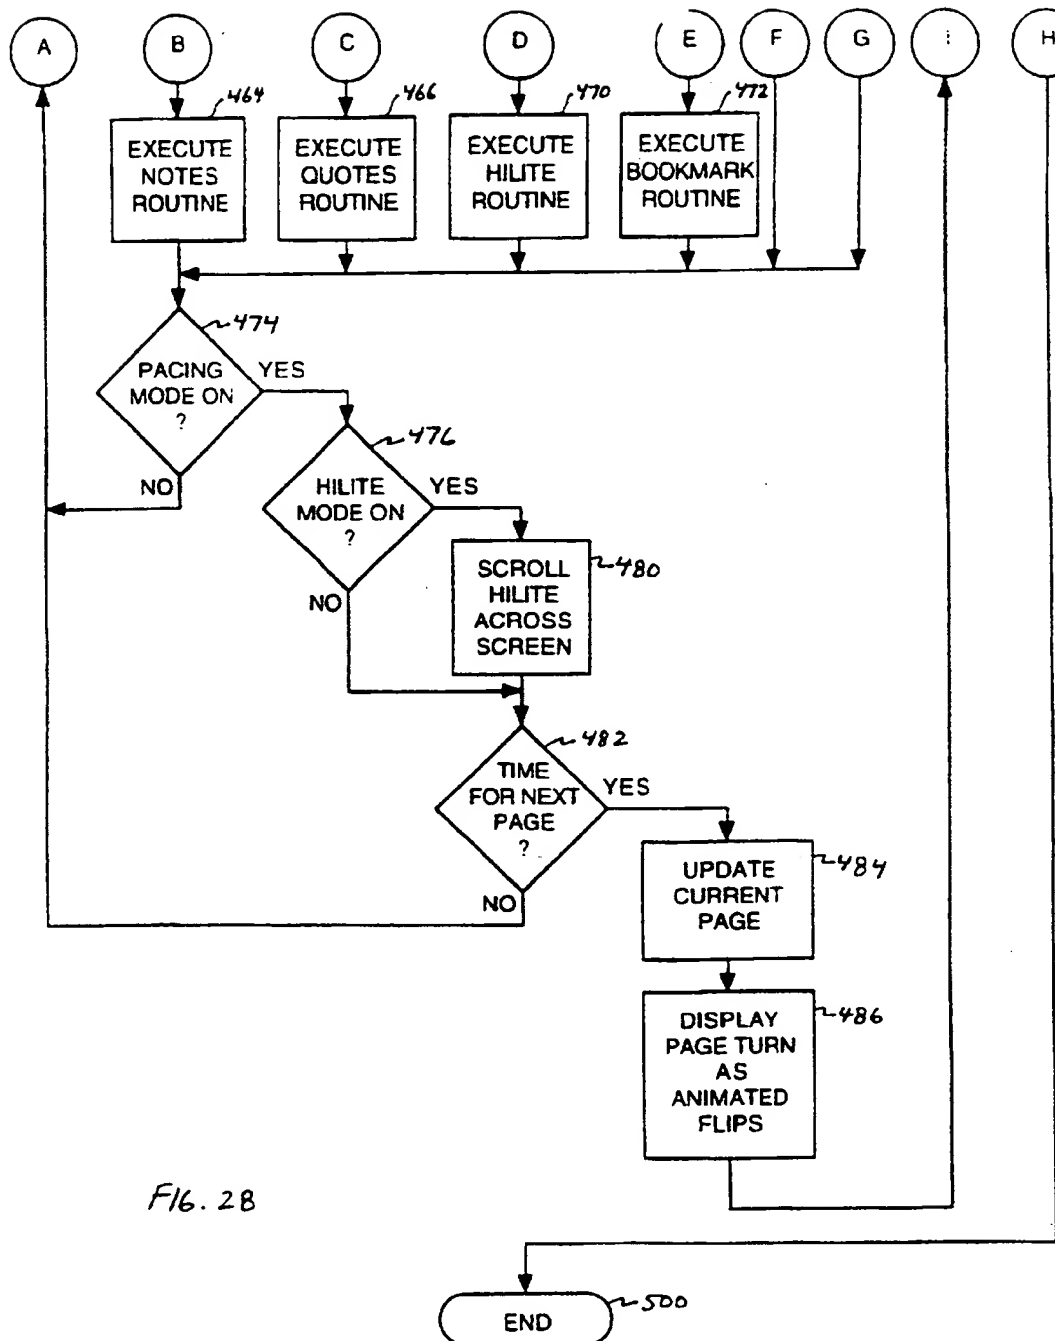 A B C D E F G I H
464 466 470 472
EXECUTE
NOTES
ROUTINE
EXECUTE
QUOTES
ROUTINE
EXECUTE
HILITE
ROUTINE
EXECUTE
BOOKMARK
ROUTINE
474
PACING
MODE ON
?
YES
NO
476
HILITE
MODE ON
?
YES
NO
480
SCROLL
HILITE
ACROSS
SCREEN
482
TIME
FOR NEXT
PAGE
?
YES
NO
484
UPDATE
CURRENT
PAGE
486
DISPLAY
PAGE TURN
AS
ANIMATED
FLIPS
FIG. 28
500
END